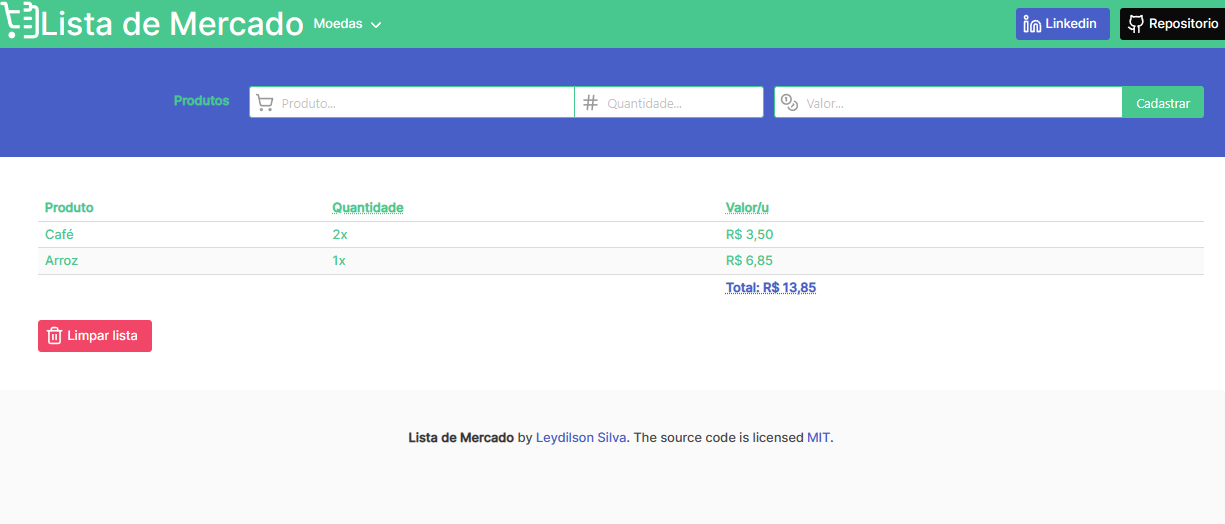 Lista de Mercado Moedas Linkedin Repositorio
Produtos Produto... Quantidade... Valor... Cadastrar
Produto Quantidade Valor/u
Café 2x R$ 3,50
Arroz 1x R$ 6,85
Total: R$ 13,85
Limpar lista
Lista de Mercado by Leydilson Silva. The source code is licensed MIT.